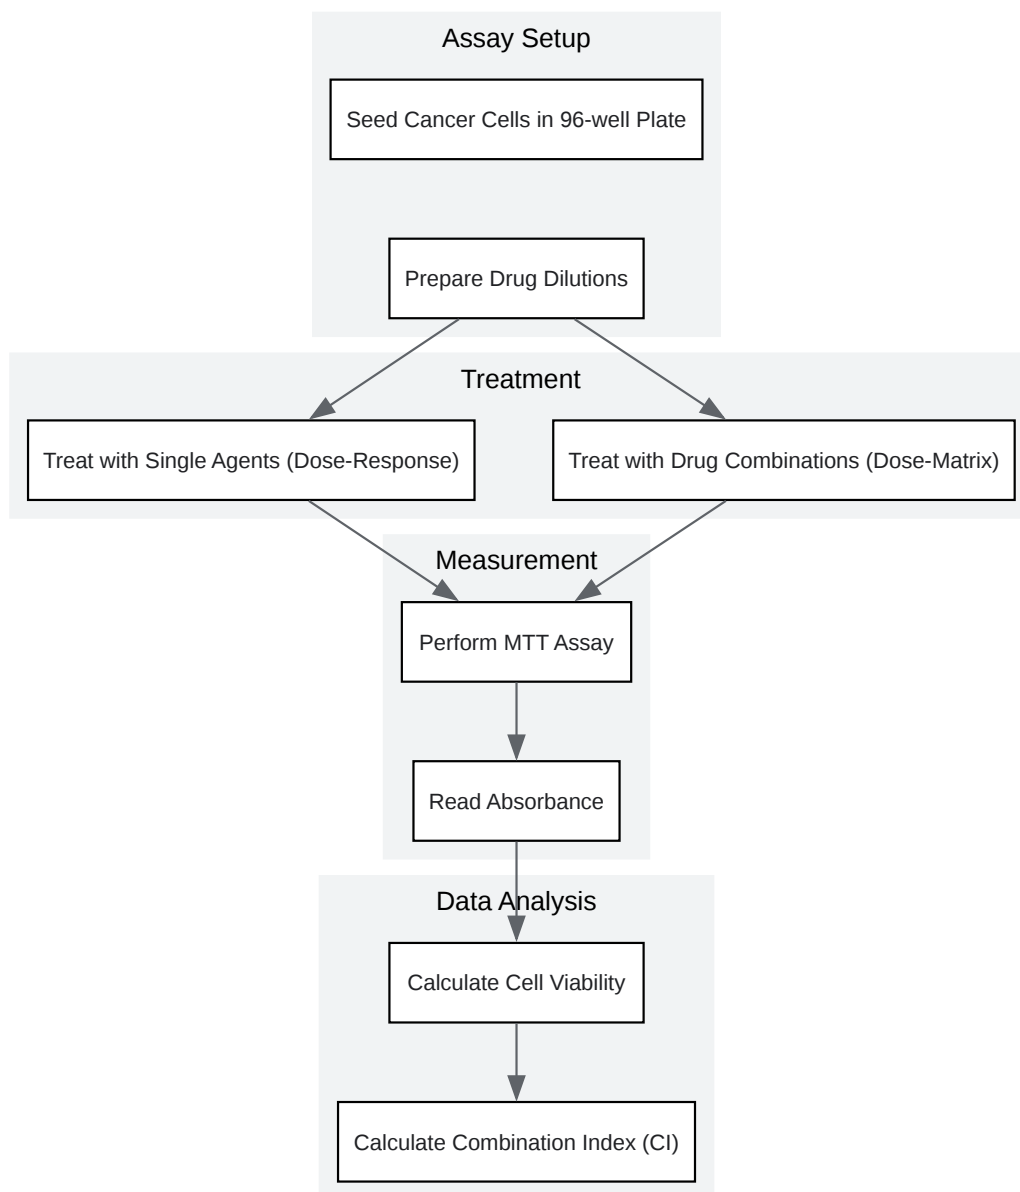 Assay Setup
Seed Cancer Cells in 96-well Plate
Prepare Drug Dilutions
Treatment
Treat with Single Agents (Dose-Response)
Treat with Drug Combinations (Dose-Matrix)
Measurement
Perform MTT Assay
Read Absorbance
Data Analysis
Calculate Cell Viability
Calculate Combination Index (CI)